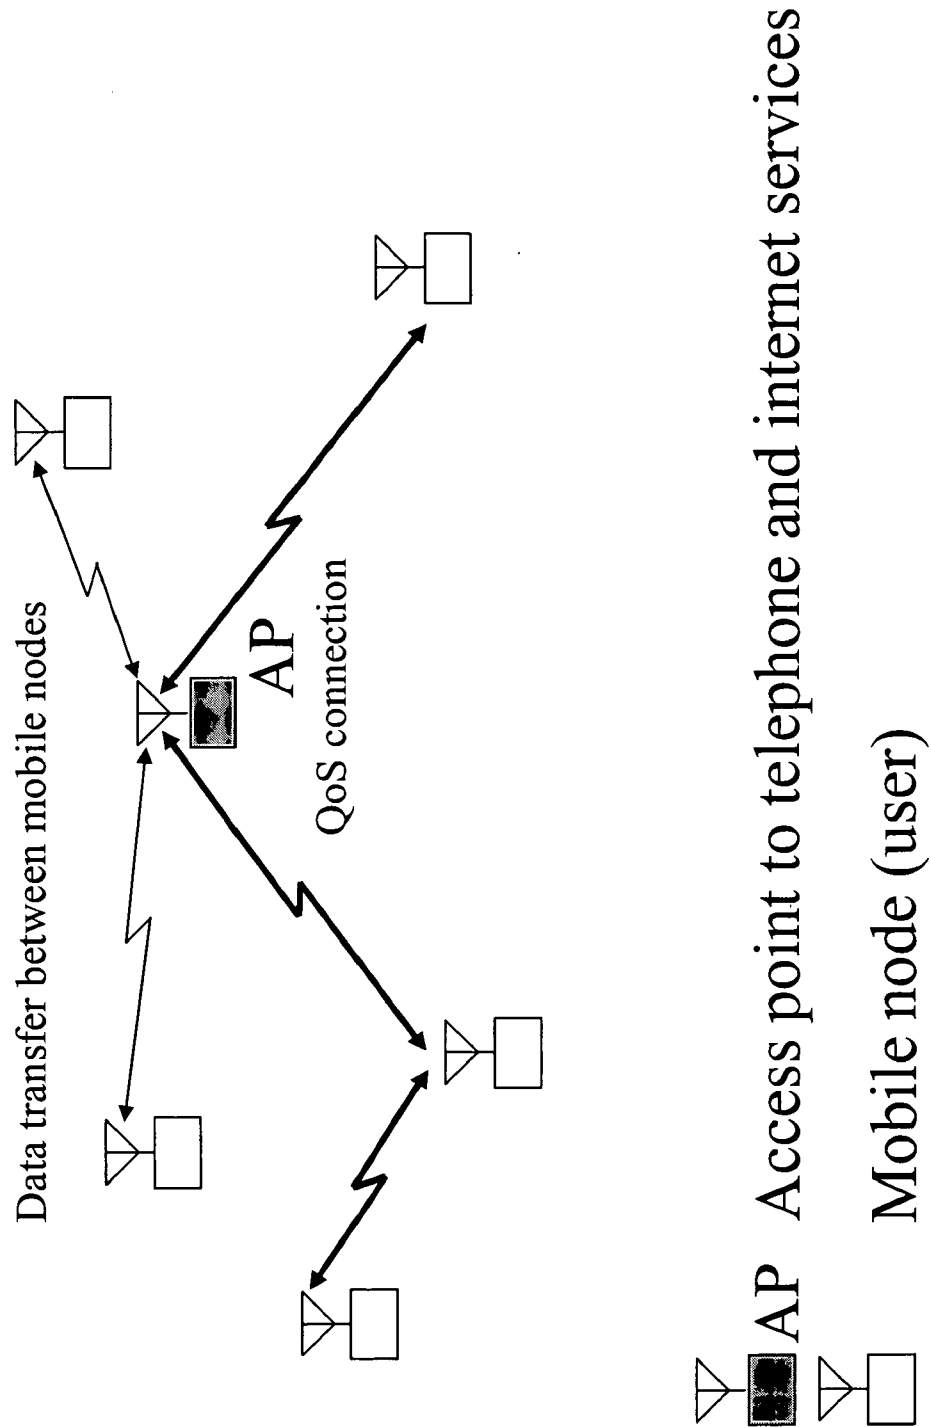 Data transfer between mobile nodes
AP
QoS connection
AP Access point to telephone and internet services
Mobile node (user)